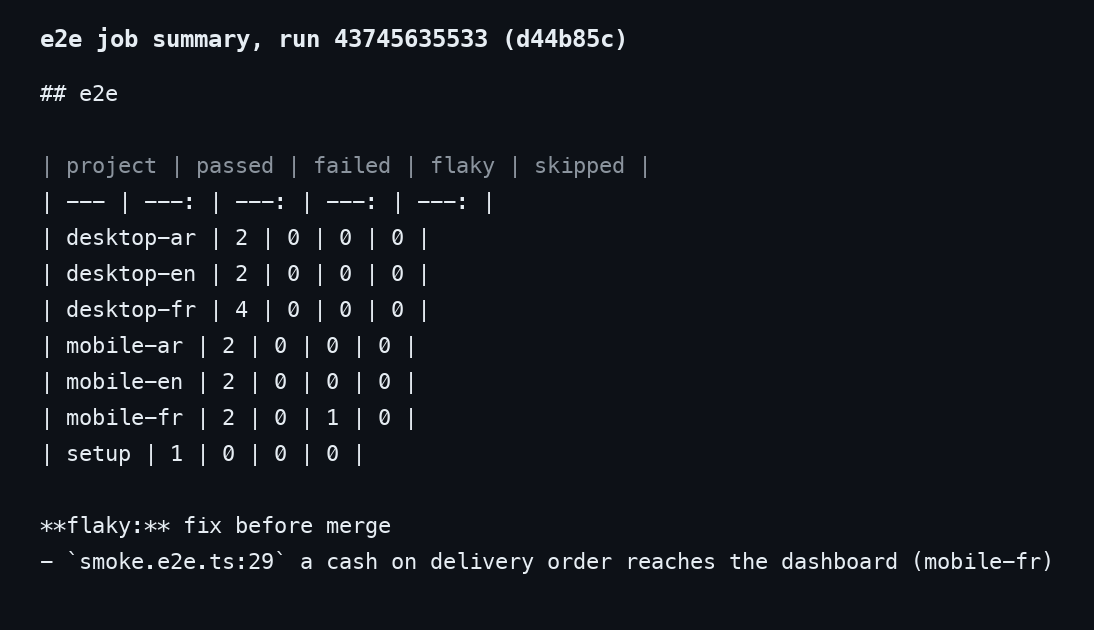 e2e job summary, run 43745635533 (d44b85c)
## e2e
| project | passed | failed | flaky | skipped |
| --- | ---: | ---: | ---: | ---: |
| desktop-ar | 2 | 0 | 0 | 0 |
| desktop-en | 2 | 0 | 0 | 0 |
| desktop-fr | 4 | 0 | 0 | 0 |
| mobile-ar | 2 | 0 | 0 | 0 |
| mobile-en | 2 | 0 | 0 | 0 |
| mobile-fr | 2 | 0 | 1 | 0 |
| setup | 1 | 0 | 0 | 0 |
**flaky:** fix before merge
- `smoke.e2e.ts:29` a cash on delivery order reaches the dashboard (mobile-fr)